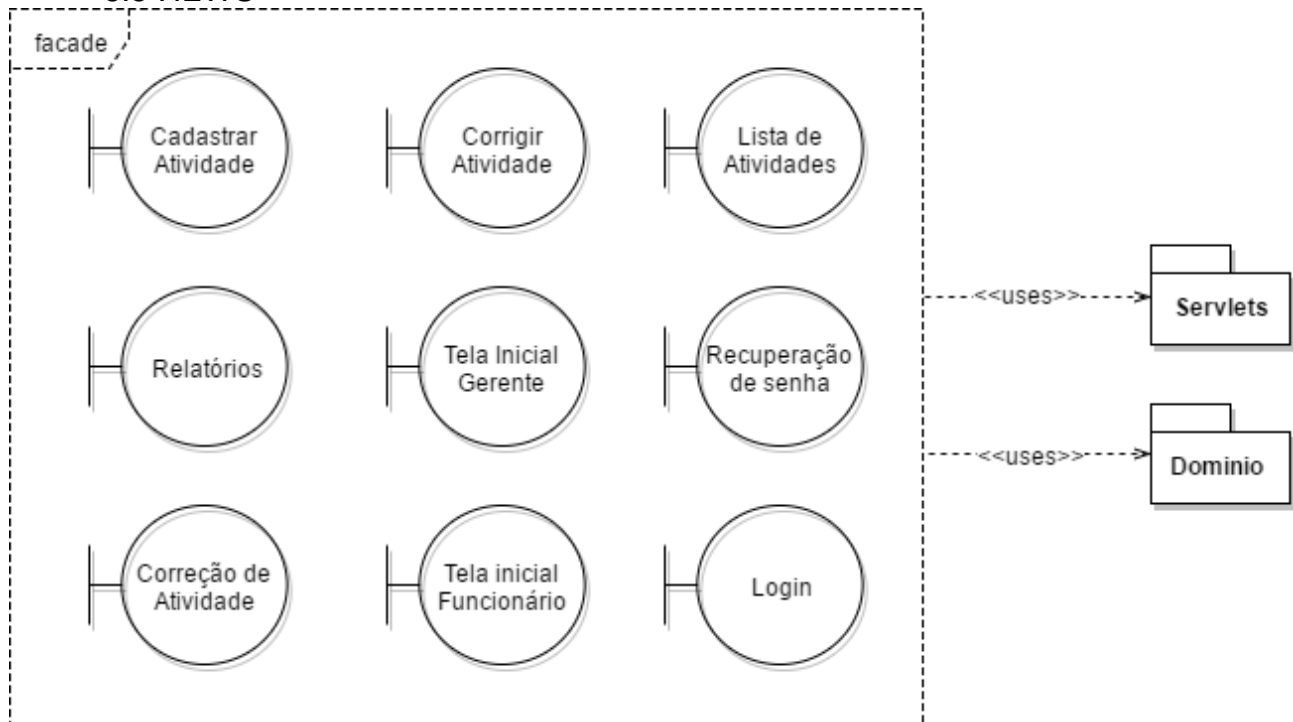 facade
Cadastrar
Atividade
Corrigir
Atividade
Lista de
Atividades
Relatórios
Tela Inicial
Gerente
Recuperação
de senha
Correção de
Atividade
Tela inicial
Funcionário
Login
<<uses>>
Servlets
<<uses>>
Dominio